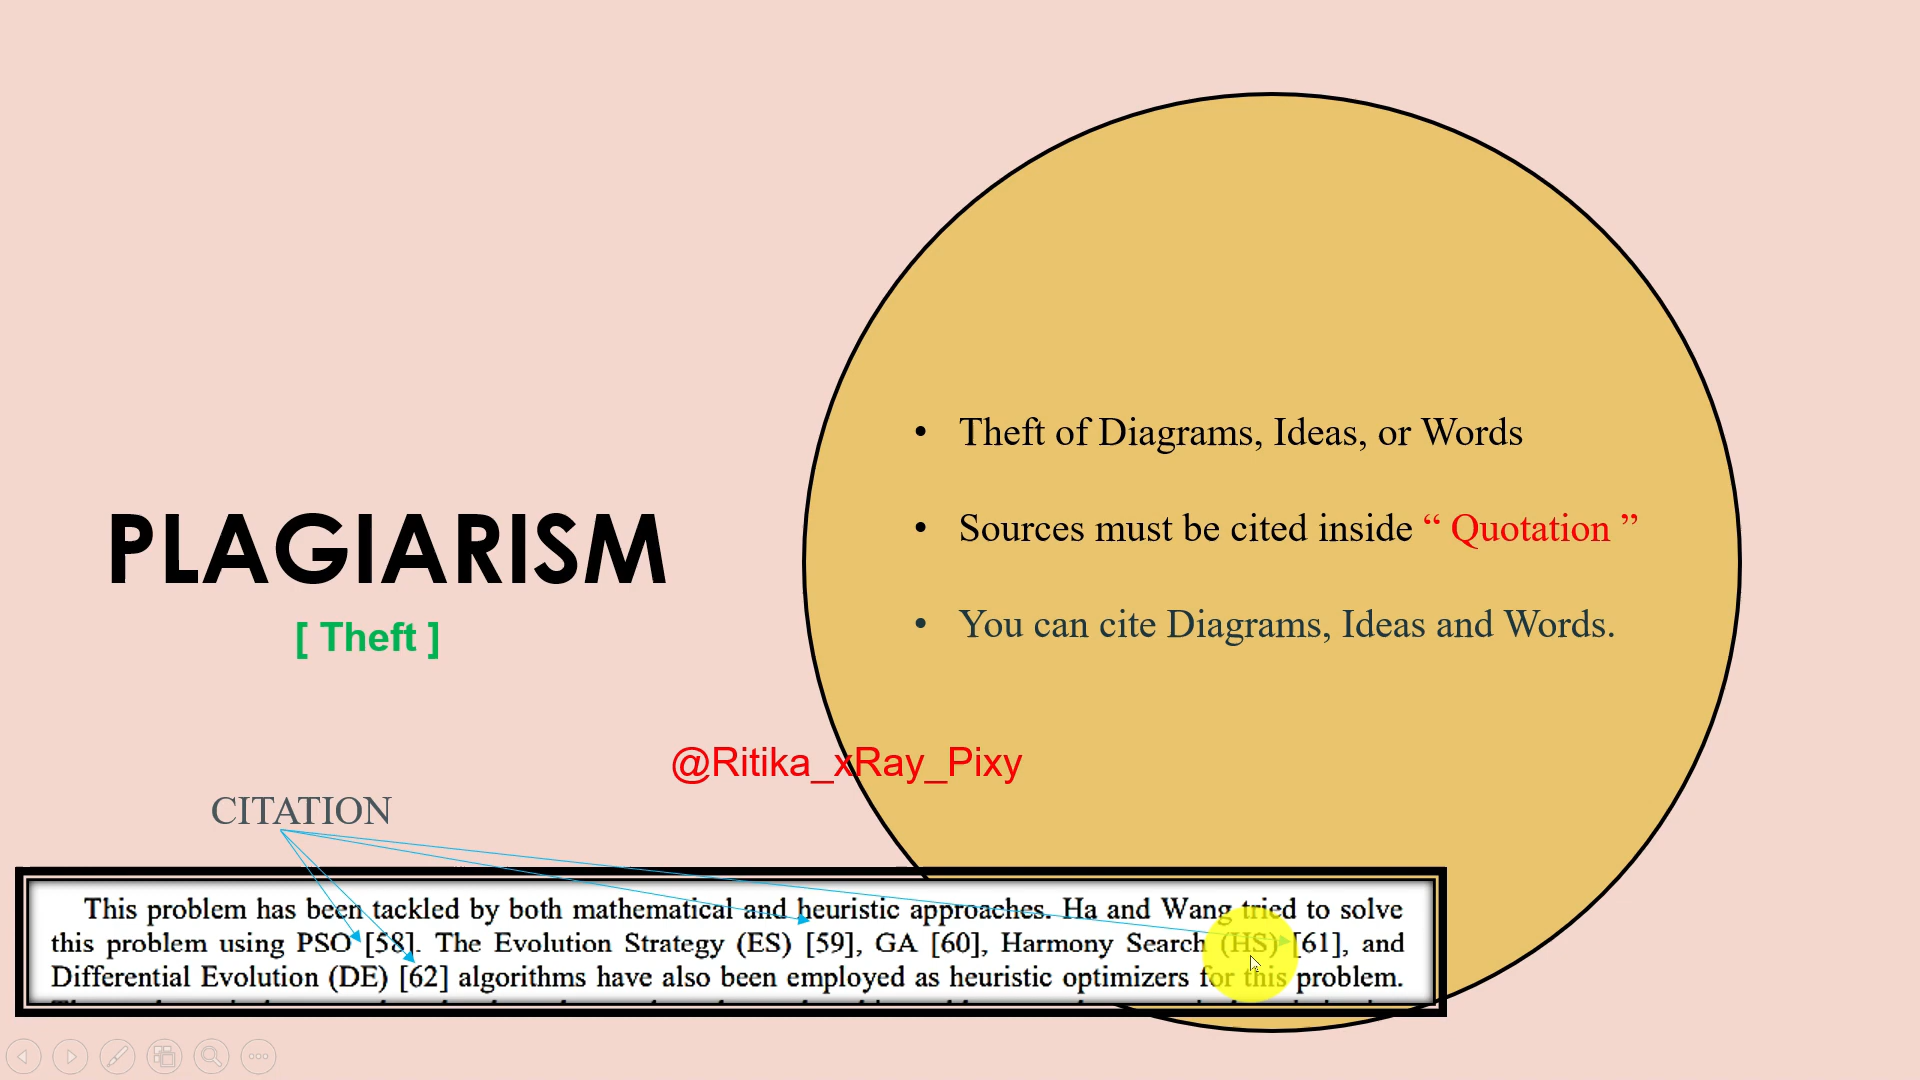 PLAGIARISM
[ Theft ]
• Theft of Diagrams, Ideas, or Words
• Sources must be cited inside “ Quotation ”
• You can cite Diagrams, Ideas and Words.
@Ritika_xRay_Pixy
CITATION
This problem has been tackled by both mathematical and heuristic approaches. Ha and Wang tried to solve
this problem using PSO [58]. The Evolution Strategy (ES) [59], GA [60], Harmony Search (HS) [61], and
Differential Evolution (DE) [62] algorithms have also been employed as heuristic optimizers for this problem.